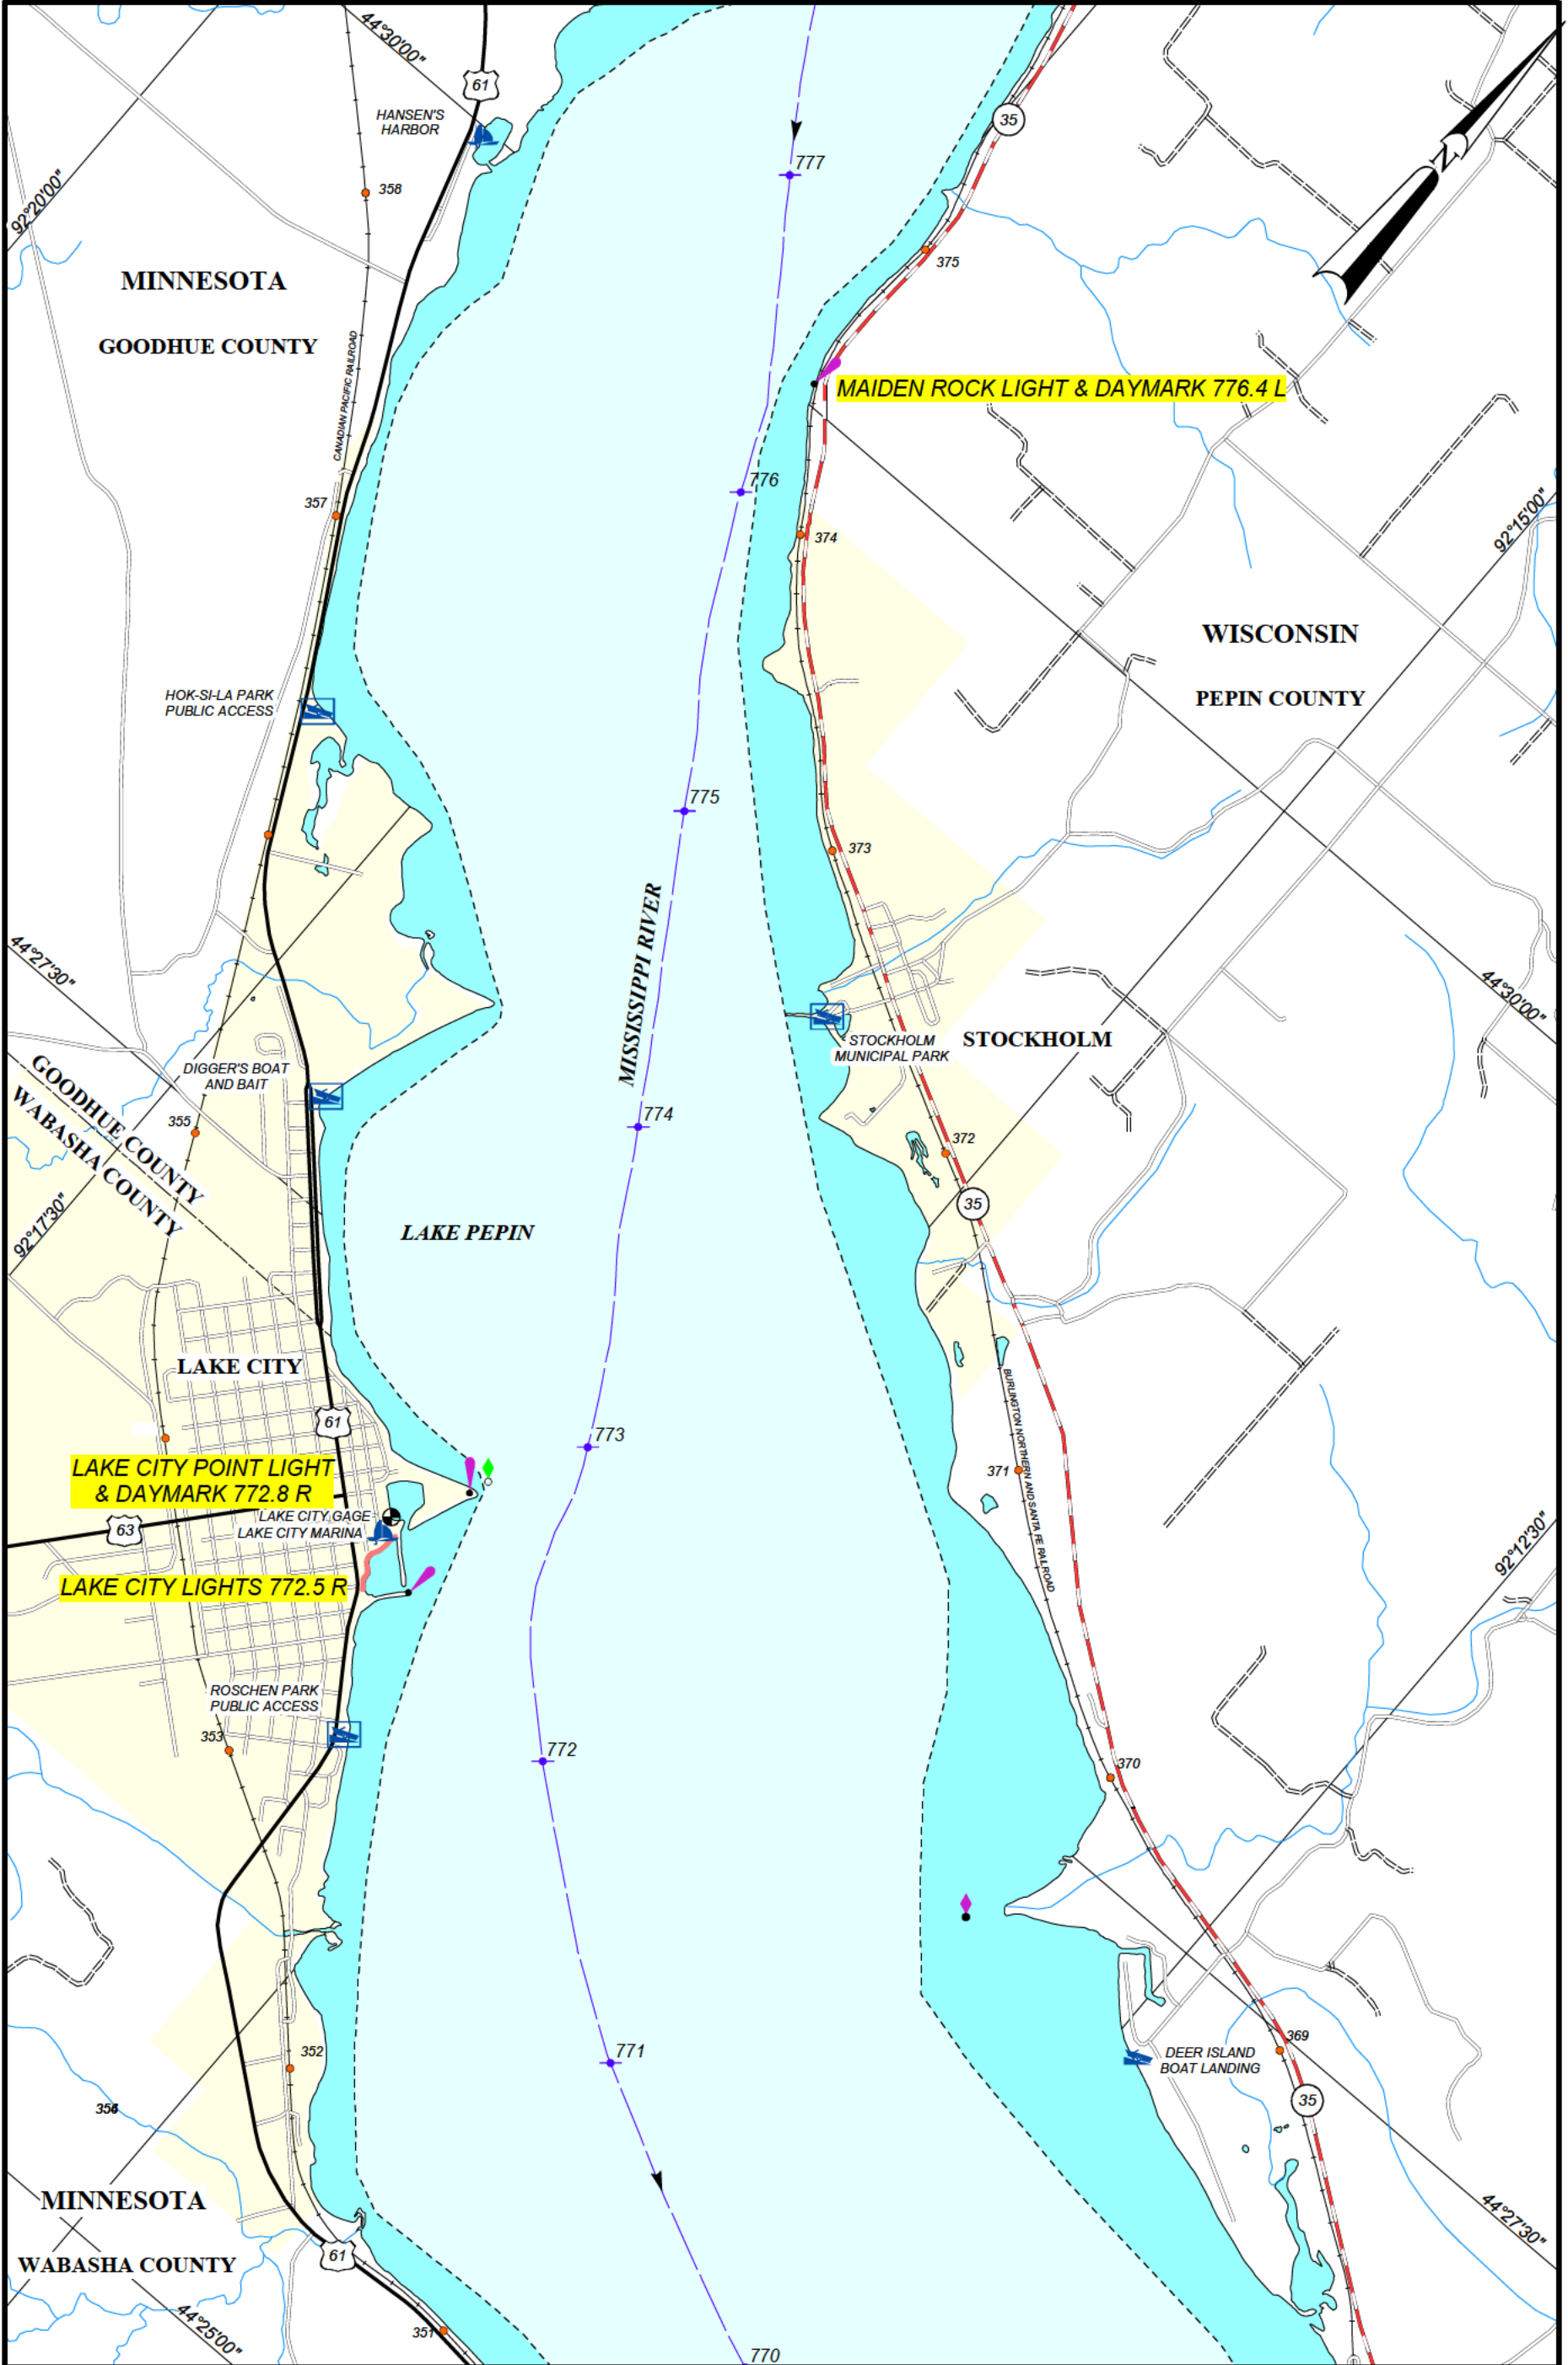 44°30'00"
61
HANSEN'S
HARBOR
35
777
358
92°20'00"
N
375
MINNESOTA
GOODHUE COUNTY
CANADIAN PACIFIC RAILROAD
MAIDEN ROCK LIGHT & DAYMARK 776.4 L
776
357
374
92°15'00"
WISCONSIN
PEPIN COUNTY
HOK-SI-LA PARK
PUBLIC ACCESS
775
373
MISSISSIPPI RIVER
44°27'30"
44°30'00"
STOCKHOLM
MUNICIPAL PARK
STOCKHOLM
DIGGER'S BOAT
AND BAIT
GOODHUE COUNTY
WABASHA COUNTY
355
774
372
92°17'30"
35
LAKE PEPIN
LAKE CITY
BURLINGTON NORTHERN AND SANTA FE RAILROAD
61
773
371
LAKE CITY POINT LIGHT
& DAYMARK 772.8 R
63
LAKE CITY GAGE
LAKE CITY MARINA
92°12'30"
LAKE CITY LIGHTS 772.5 R
ROSCHEN PARK
PUBLIC ACCESS
353
772
370
771
352
369
DEER ISLAND
BOAT LANDING
35
MINNESOTA
44°27'30"
WABASHA COUNTY
61
44°25'00"
351
770